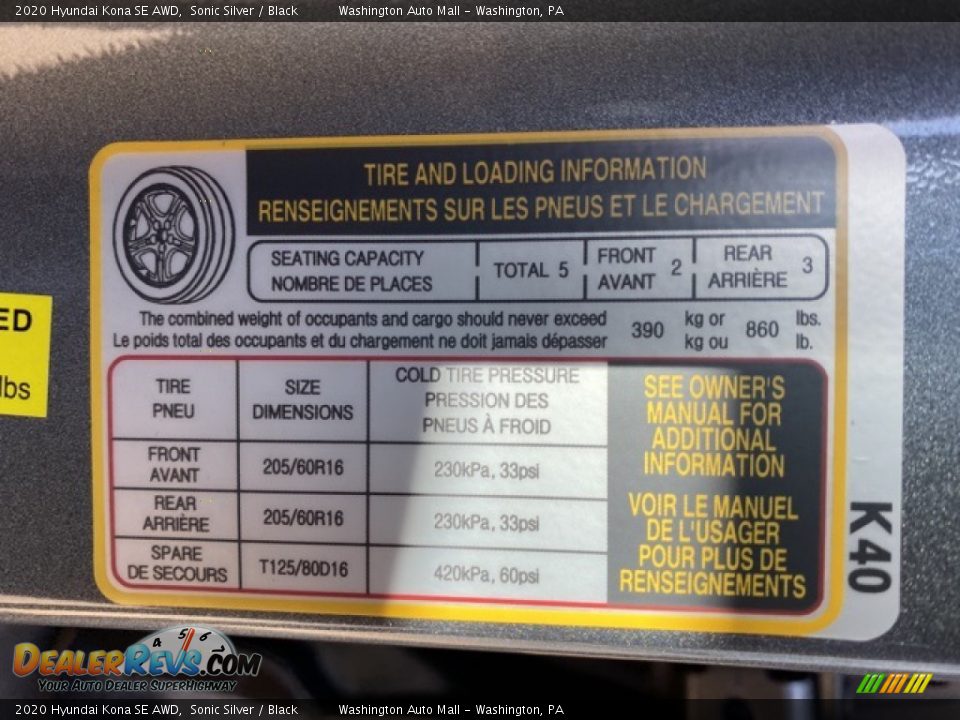 2020 Hyundai Kona SE AWD, Sonic Silver / Black Washington Auto Mall - Washington, PA
TIRE AND LOADING INFORMATION
RENSEIGNEMENTS SUR LES PNEUS ET LE CHARGEMENT
SEATING CAPACITY
NOMBRE DE PLACES
TOTAL 5
FRONT
AVANT
2
REAR
ARRIÈRE
3
The combined weight of occupants and cargo should never exceed
Le poids total des occupants et du chargement ne doit jamais dépasser
390
kg or
kg ou
860
lbs.
lb.
ED
lbs
TIRE
PNEU
SIZE
DIMENSIONS
COLD TIRE PRESSURE
PRESSION DES
PNEUS À FROID
FRONT
AVANT
205/60R16
230kPa, 33psi
REAR
ARRIÈRE
205/60R16
230kPa, 33psi
SPARE
DE SECOURS
T125/80D16
420kPa, 60psi
SEE OWNER'S
MANUAL FOR
ADDITIONAL
INFORMATION
VOIR LE MANUEL
DE L'USAGER
POUR PLUS DE
RENSEIGNEMENTS
K40
4 5 6
DEALERREVS.COM
YOUR AUTO DEALER SUPERHIGHWAY
2020 Hyundai Kona SE AWD, Sonic Silver / Black Washington Auto Mall - Washington, PA